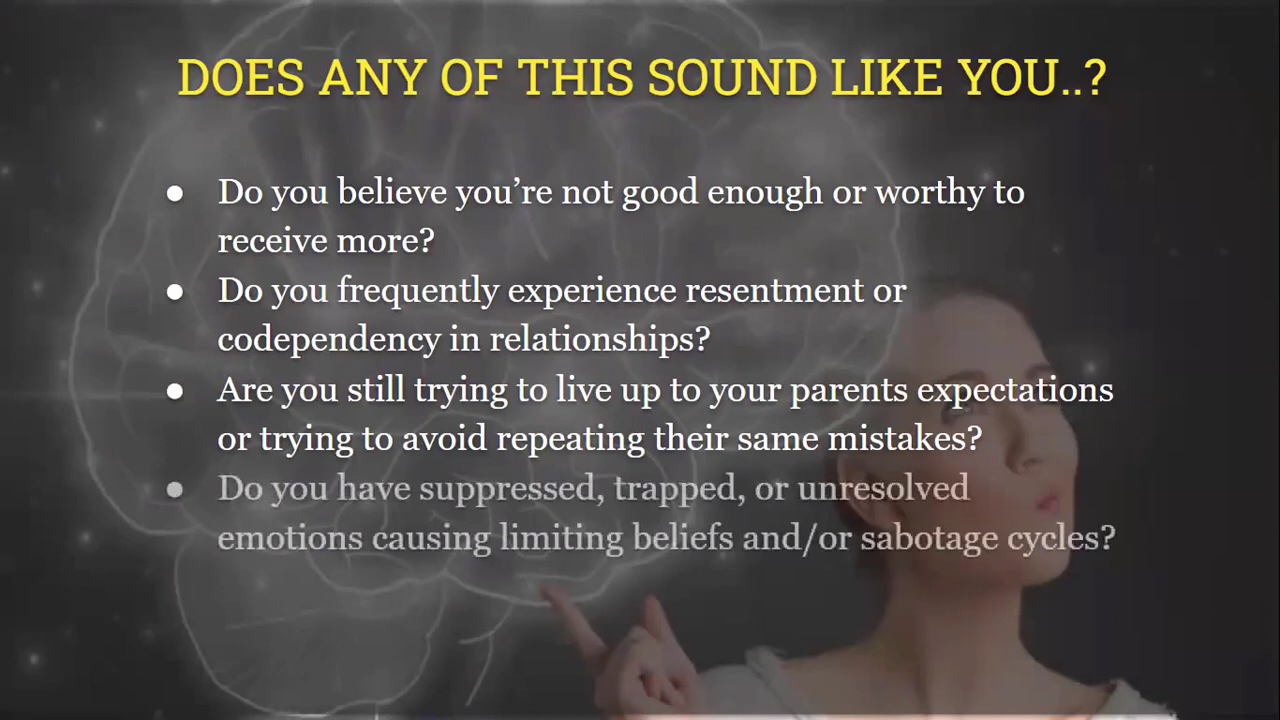 DOES ANY OF THIS SOUND LIKE YOU..?
● Do you believe you’re not good enough or worthy to
receive more?
● Do you frequently experience resentment or
codependency in relationships?
● Are you still trying to live up to your parents expectations
or trying to avoid repeating their same mistakes?
● Do you have suppressed, trapped, or unresolved
emotions causing limiting beliefs and/or sabotage cycles?